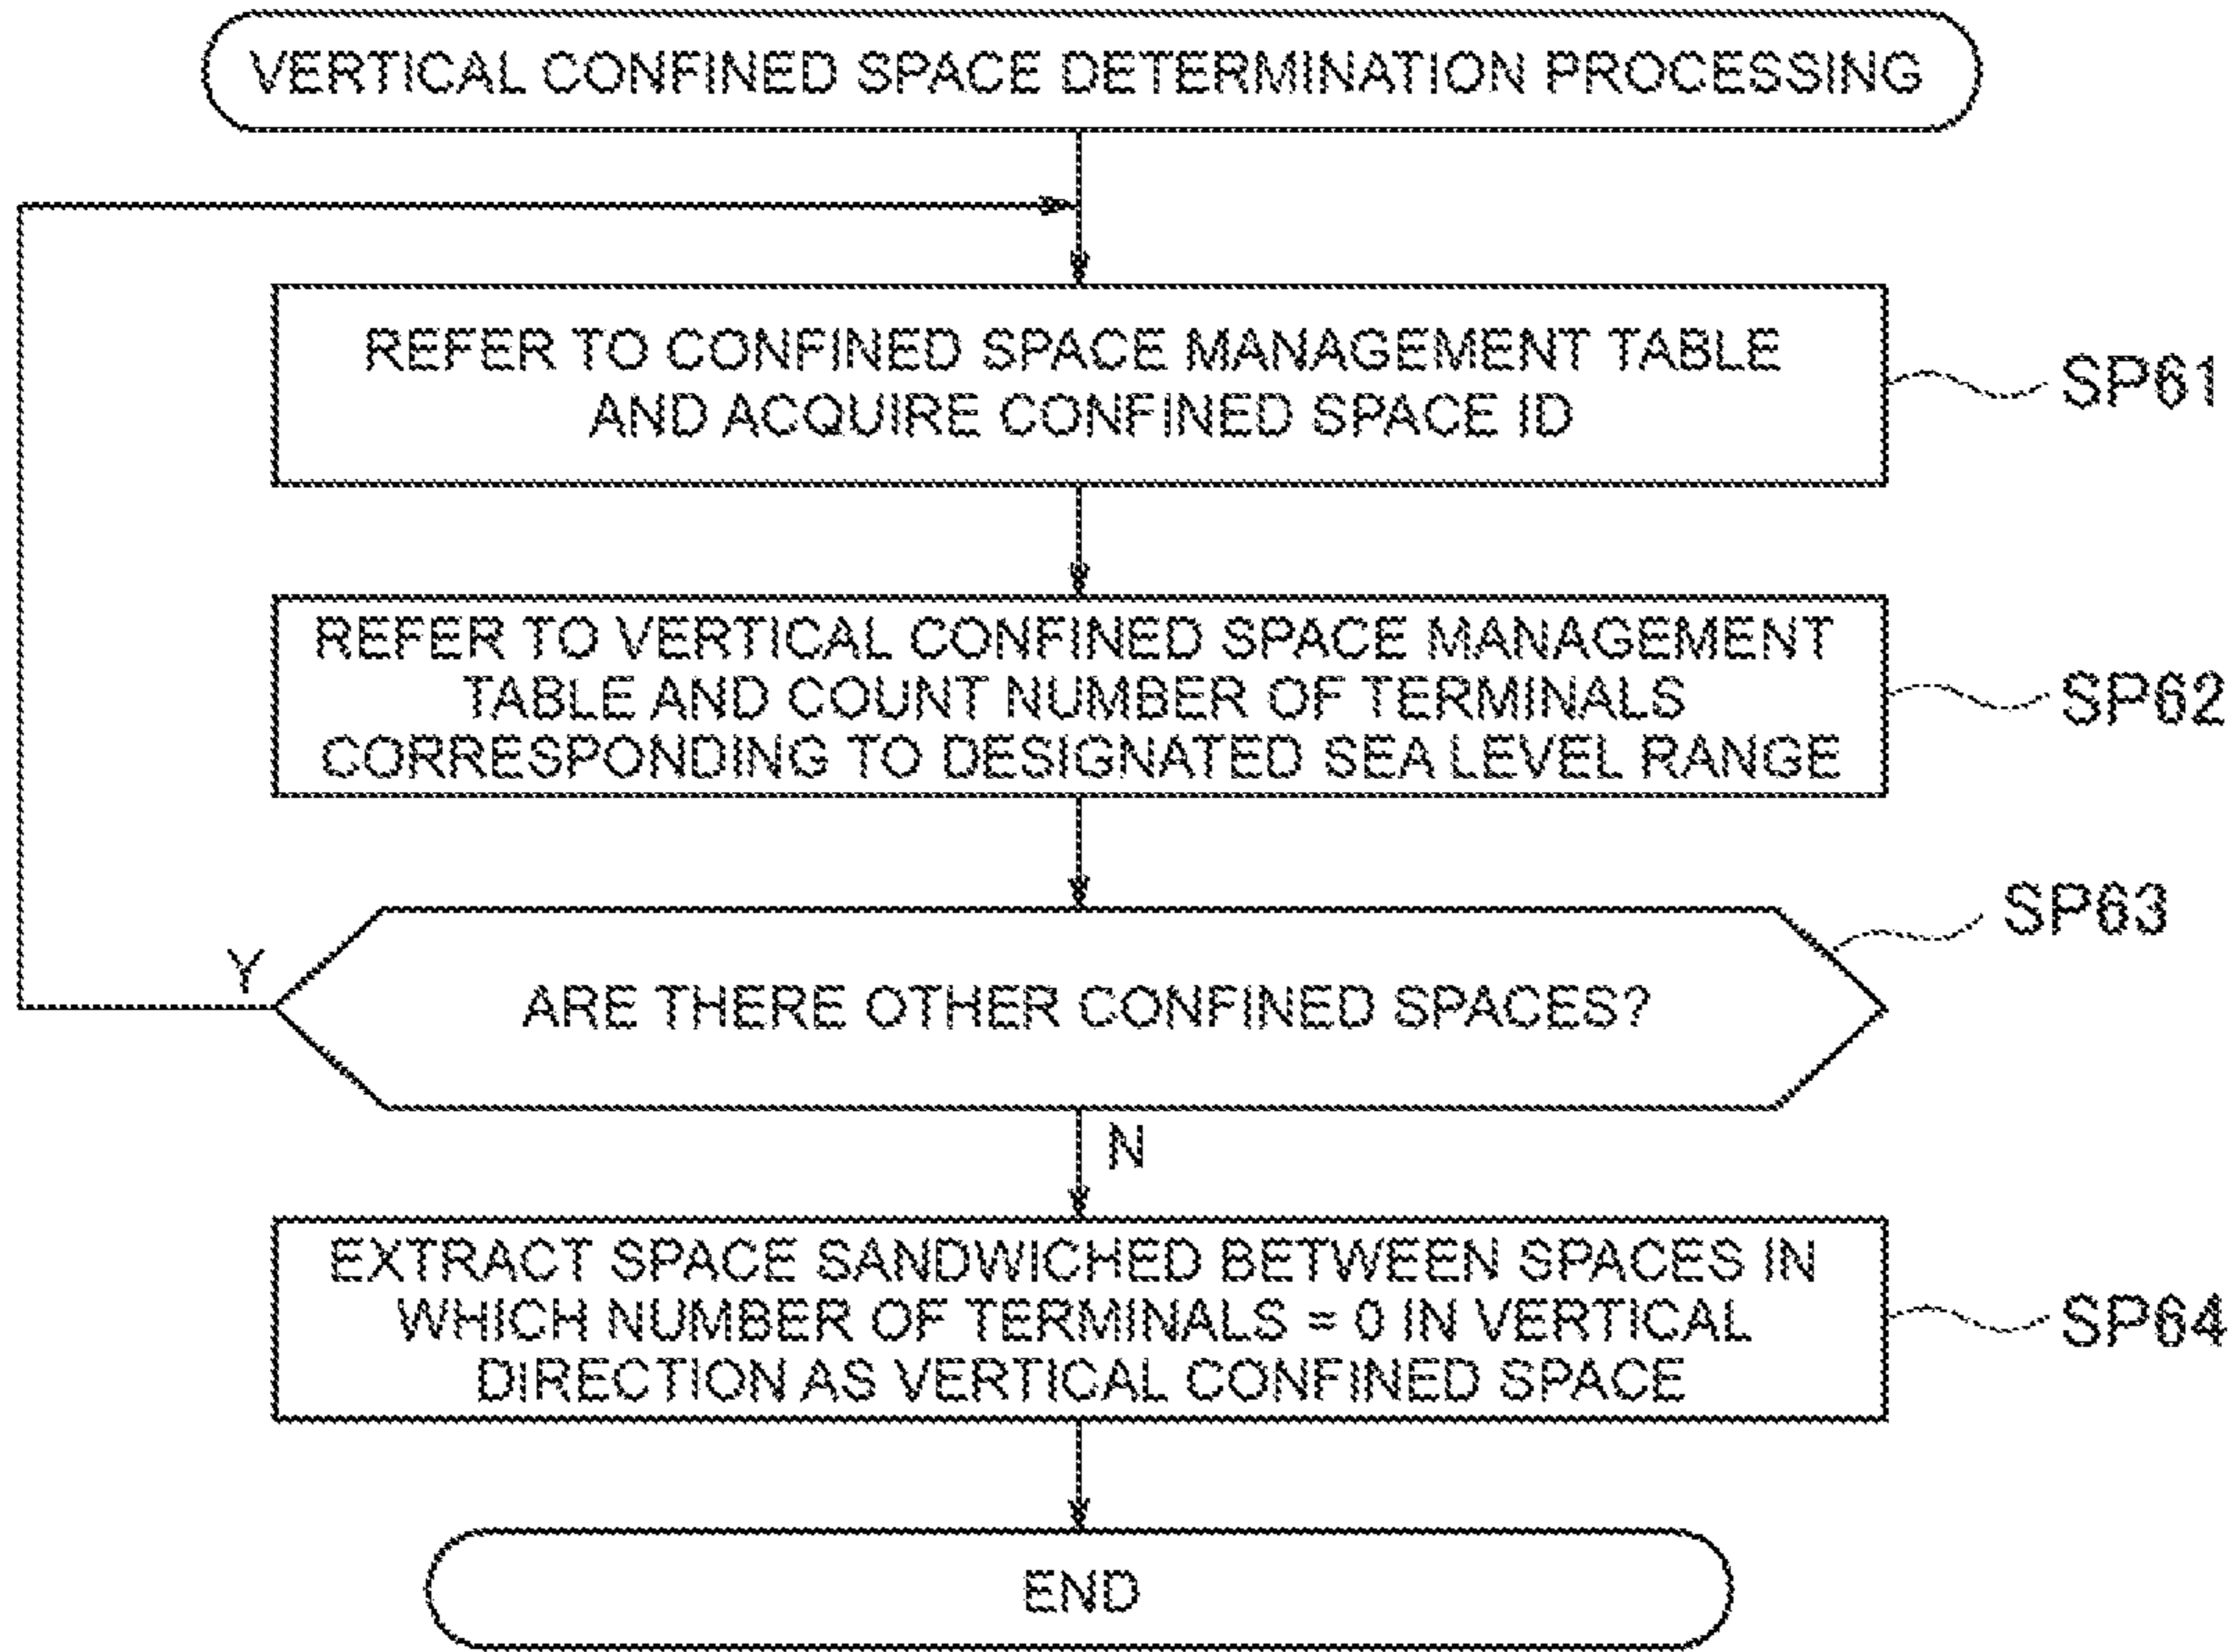 VERTICAL CONFINED SPACE DETERMINATION PROCESSING
REFER TO CONFINED SPACE MANAGEMENT TABLE
AND ACQUIRE CONFINED SPACE ID
SP61
REFER TO VERTICAL CONFINED SPACE MANAGEMENT
TABLE AND COUNT NUMBER OF TERMINALS
CORRESPONDING TO DESIGNATED SEA LEVEL RANGE
SP62
SP63
Y
ARE THERE OTHER CONFINED SPACES?
N
EXTRACT SPACE SANDWICHED BETWEEN SPACES IN
WHICH NUMBER OF TERMINALS = 0 IN VERTICAL
DIRECTION AS VERTICAL CONFINED SPACE
SP64
END